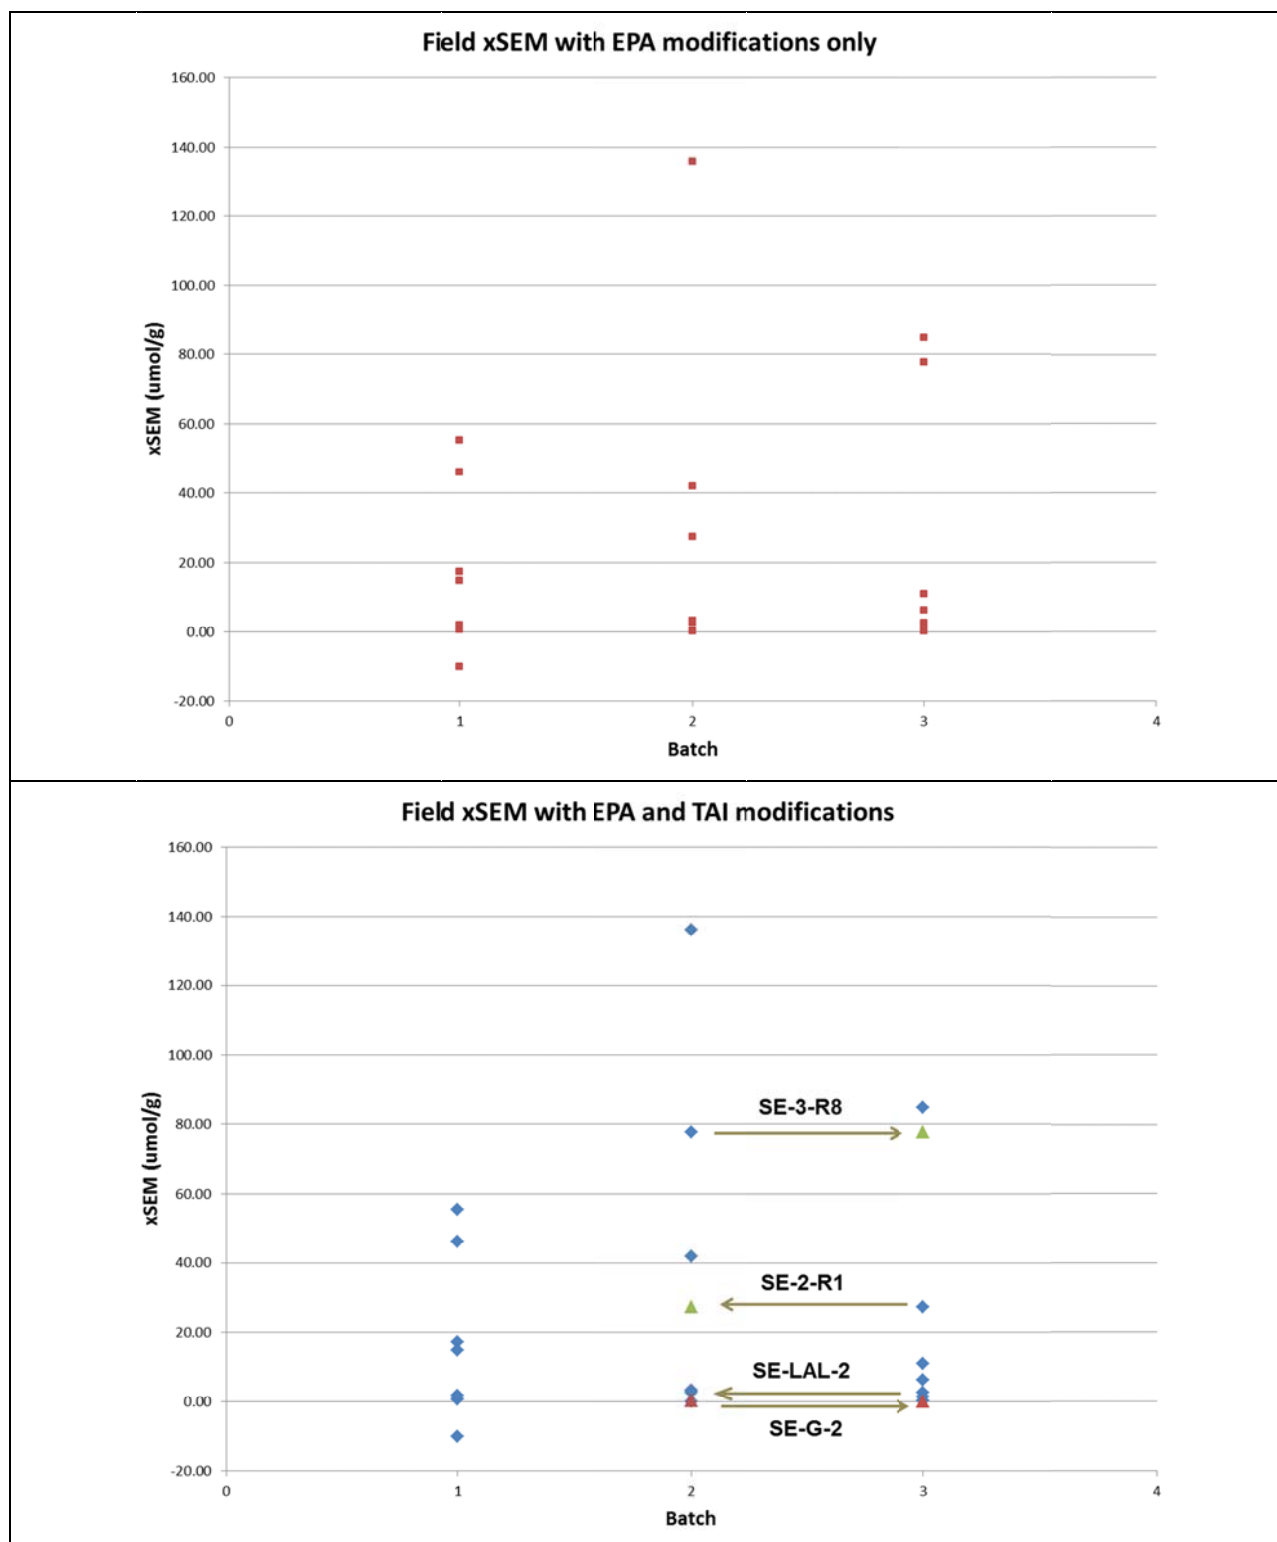 Field xSEM with EPA modifications only
160.00
140.00
120.00
100.00
80.00
60.00
40.00
20.00
0.00
-20.00
xSEM (umol/g)
0 1 2 3 4
Batch
Field xSEM with EPA and TAI modifications
160.00
140.00
120.00
100.00
80.00
60.00
40.00
20.00
0.00
-20.00
xSEM (umol/g)
SE-3-R8
SE-2-R1
SE-LAL-2
SE-G-2
0 1 2 3 4
Batch